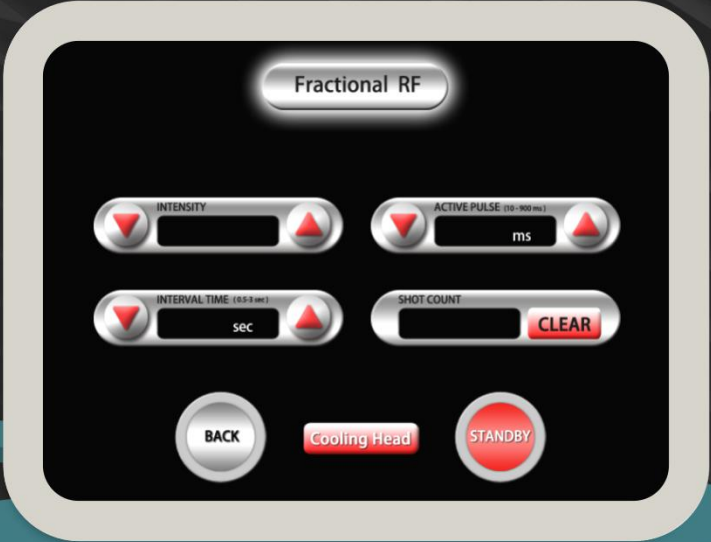 Fractional RF
INTENSITY
ACTIVE PULSE (10 - 900 ms)
ms
INTERVAL TIME (0.5-3 sec)
sec
SHOT COUNT
CLEAR
BACK
Cooling Head
STANDBY